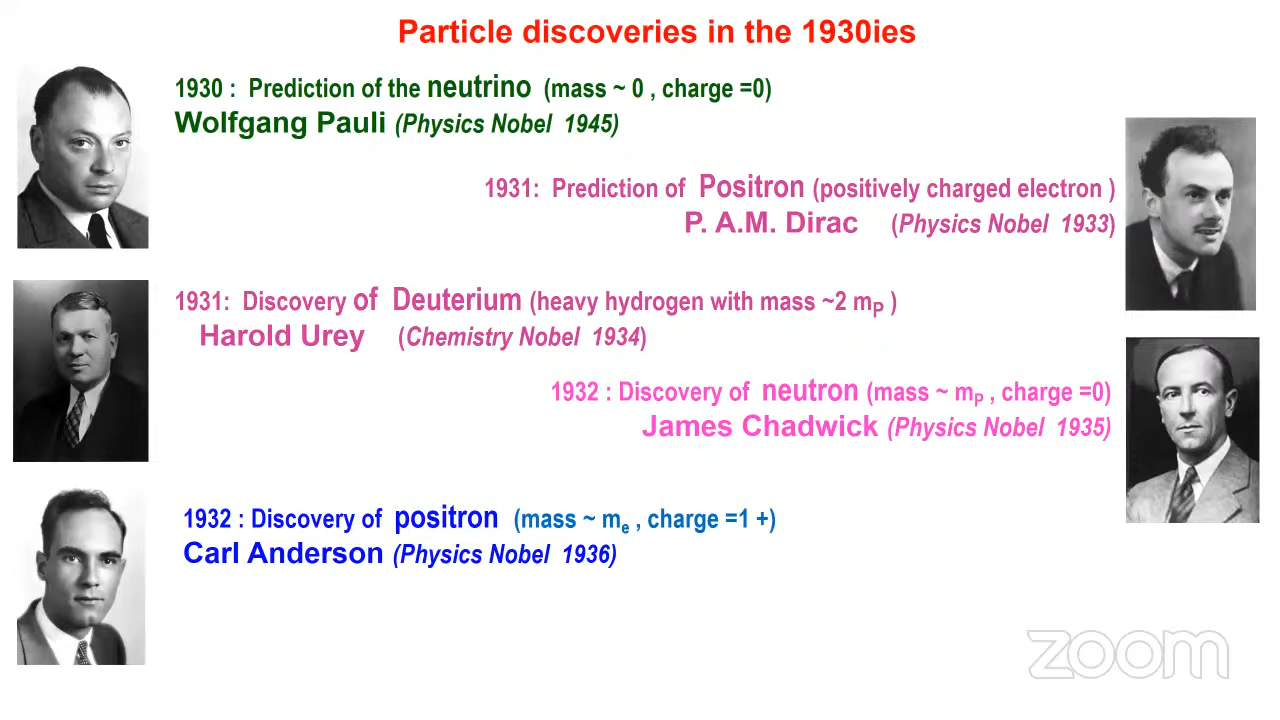 Particle discoveries in the 1930ies
1930 : Prediction of the neutrino (mass ~ 0 , charge =0)
Wolfgang Pauli (Physics Nobel 1945)
1931: Prediction of Positron (positively charged electron )
P. A.M. Dirac (Physics Nobel 1933)
1931: Discovery of Deuterium (heavy hydrogen with mass ~2 mP )
Harold Urey (Chemistry Nobel 1934)
1932 : Discovery of neutron (mass ~ mP , charge =0)
James Chadwick (Physics Nobel 1935)
1932 : Discovery of positron (mass ~ me , charge =1 +)
Carl Anderson (Physics Nobel 1936)
zoom